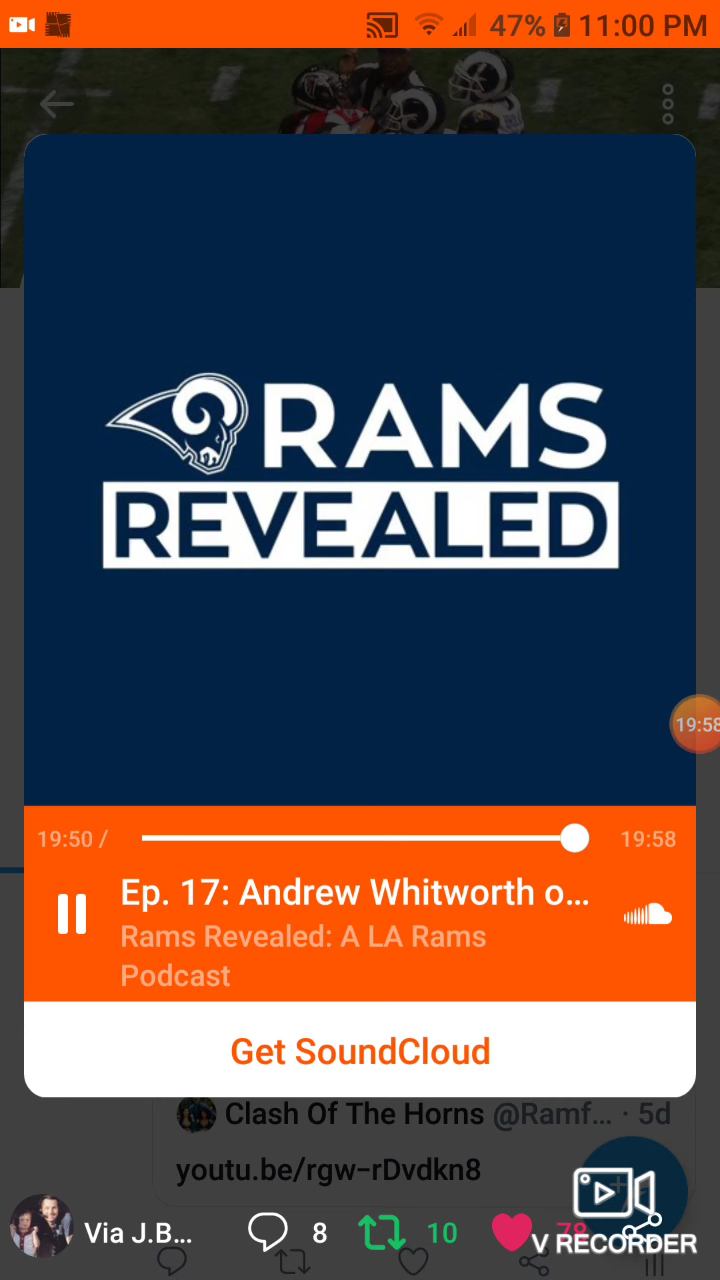 47% 11:00 PM
RAMS
REVEALED
19:58
19:50 /
19:58
Ep. 17: Andrew Whitworth o...
Rams Revealed: A LA Rams
Podcast
Get SoundCloud
Clash Of The Horns @Ramf... · 5d
youtu.be/rgw-rDvdkn8
Via J.B... 8 10 78
V RECORDER